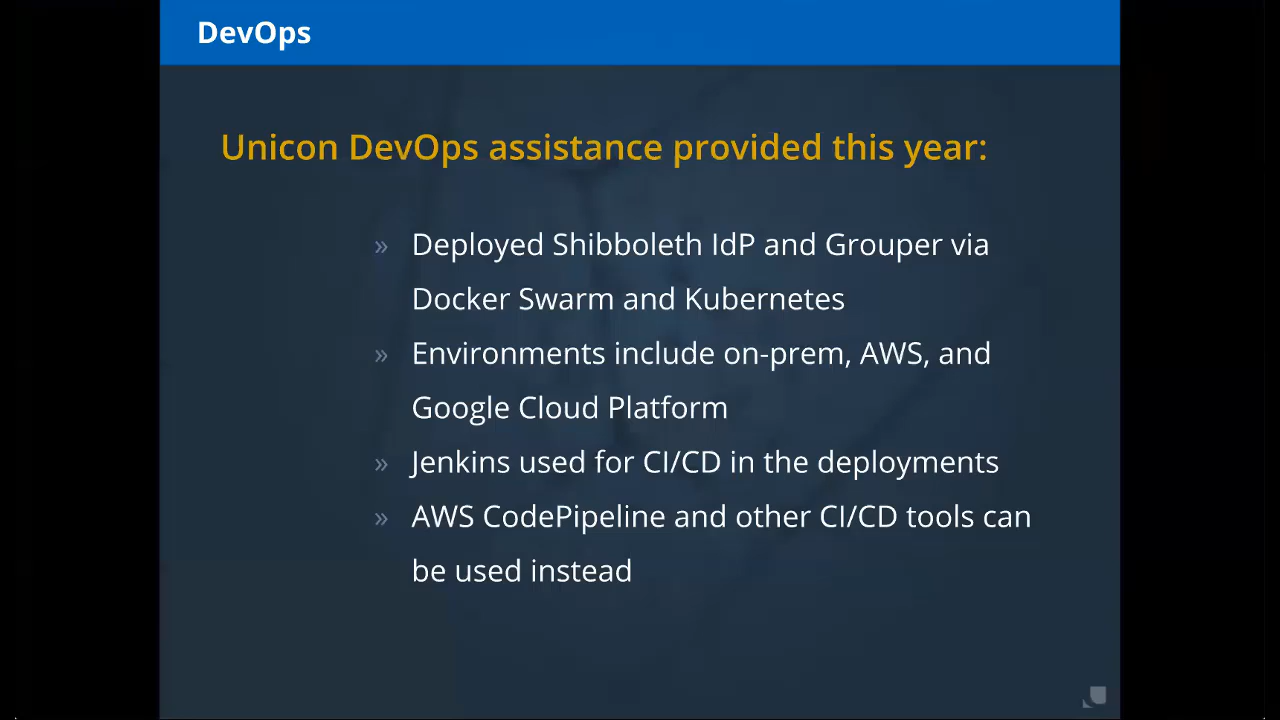 DevOps
Unicon DevOps assistance provided this year:
» Deployed Shibboleth IdP and Grouper via
Docker Swarm and Kubernetes
» Environments include on-prem, AWS, and
Google Cloud Platform
» Jenkins used for CI/CD in the deployments
» AWS CodePipeline and other CI/CD tools can
be used instead